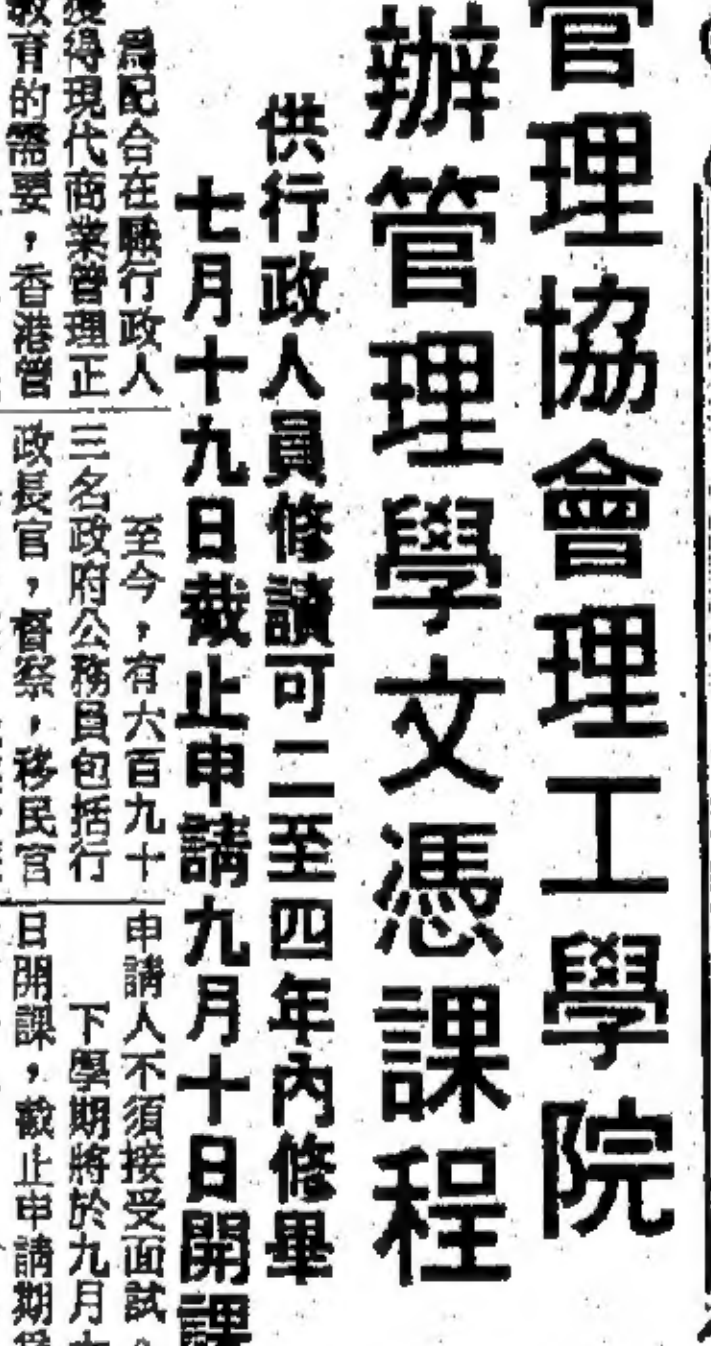 管理協會理工學院
辦管理學文憑課程
供行政人員修讀可二至四年內修畢
七月十九日截止申請九月十日開課
爲配合在職行政人
獲得現代商業管理正
教育的需要，香港管
至今，有六百九十
三名政府公務員包括行
政長官，督察，移民官
申請人不須接受面試。
下學期將於九月十
日開課，截止申請期爲